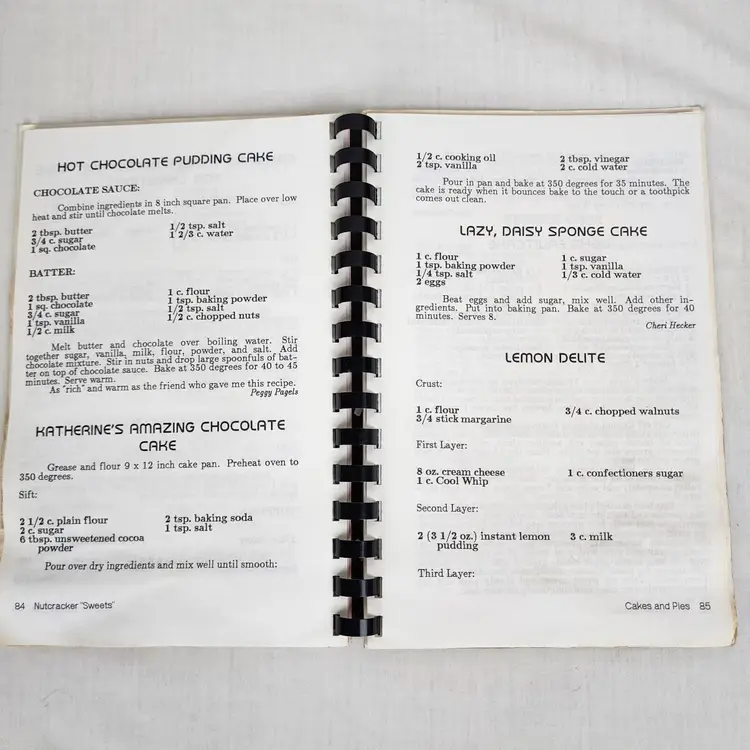 HOT CHOCOLATE PUDDING CAKE
CHOCOLATE SAUCE:
Combine ingredients in 8 inch square pan. Place over low
heat and stir until chocolate melts.
2 tbsp. butter
3/4 c. sugar
1 sq. chocolate
1/2 tsp. salt
1 2/3 c. water
BATTER:
2 tbsp. butter
1 sq. chocolate
3/4 c. sugar
1 tsp. vanilla
1/2 c. milk
1 c. flour
1 tsp. baking powder
1/2 tsp. salt
1/2 c. chopped nuts
Melt butter and chocolate over boiling water. Stir
together sugar, vanilla, milk, flour, powder, and salt. Add
chocolate mixture. Stir in nuts and drop large spoonfuls of bat-
ter on top of chocolate sauce. Bake at 350 degrees for 40 to 45
minutes. Serve warm.
As "rich" and warm as the friend who gave me this recipe.
Peggy Pagels
KATHERINE'S AMAZING CHOCOLATE
CAKE
Grease and flour 9 x 12 inch cake pan. Preheat oven to
350 degrees.
Sift:
2 1/2 c. plain flour
2 c. sugar
6 tbsp. unsweetened cocoa
powder
2 tsp. baking soda
1 tsp. salt
Pour over dry ingredients and mix well until smooth:
84 Nutcracker "Sweets"
1/2 c. cooking oil
2 tsp. vanilla
2 tbsp. vinegar
2 c. cold water
Pour in pan and bake at 350 degrees for 35 minutes. The
cake is ready when it bounces bake to the touch or a toothpick
comes out clean.
LAZY, DAISY SPONGE CAKE
1 c. flour
1 tsp. baking powder
1/4 tsp. salt
2 eggs
1 c. sugar
1 tsp. vanilla
1/3 c. cold water
Beat eggs and add sugar, mix well. Add other in-
gredients. Put into baking pan. Bake at 350 degrees for 40
minutes. Serves 8.
Cheri Hecker
LEMON DELITE
Crust:
1 c. flour
3/4 stick margarine
3/4 c. chopped walnuts
First Layer:
8 oz. cream cheese
1 c. Cool Whip
1 c. confectioners sugar
Second Layer:
2 (3 1/2 oz.) instant lemon
pudding
3 c. milk
Third Layer:
Cakes and Pies 85